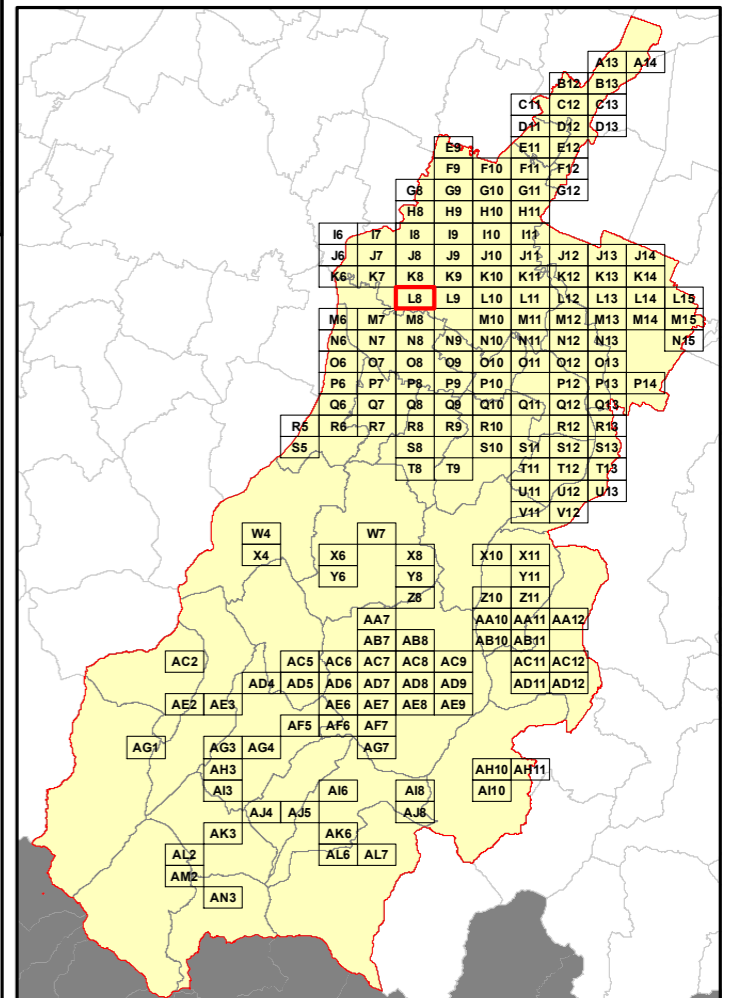 A13 A14
B12 B13
C11 C12 C13
D11 D12 D13
E9 E11 E12
F9 F10 F11 F12
G8 G9 G10 G11 G12
H8 H9 H10 H11
I6 I7 I8 I9 I10 I11
J6 J7 J8 J9 J10 J11 J12 J13 J14
K6 K7 K8 K9 K10 K11 K12 K13 K14
L8 L9 L10 L11 L12 L13 L14 L15
M6 M7 M8 M10 M11 M12 M13 M14 M15
N6 N7 N8 N9 N10 N11 N12 N13 N15
O6 O7 O8 O9 O10 O11 O12 O13
P6 P7 P8 P9 P10 P12 P13 P14
Q6 Q7 Q8 Q9 Q10 Q11 Q12 Q13
R5 R6 R7 R8 R9 R10 R12 R13
S5 S8 S10 S11 S12 S13
T8 T9 T11 T12 T13
U11 U12 U13
V11 V12
W4 W7
X4 X6 X8 X10 X11
Y6 Y8 Y11
Z8 Z10 Z11
AA7 AA10 AA11 AA12
AB7 AB8 AB10 AB11
AC2 AC5 AC6 AC7 AC8 AC9 AC11 AC12
AD4 AD5 AD6 AD7 AD8 AD9 AD11 AD12
AE2 AE3 AE6 AE7 AE8 AE9
AF5 AF6 AF7
AG1 AG3 AG4 AG7
AH3 AH10 AH11
AI3 AI6 AI8 AI10
AJ4 AJ5 AJ8
AK3 AK6
AL2 AL6 AL7
AM2
AN3